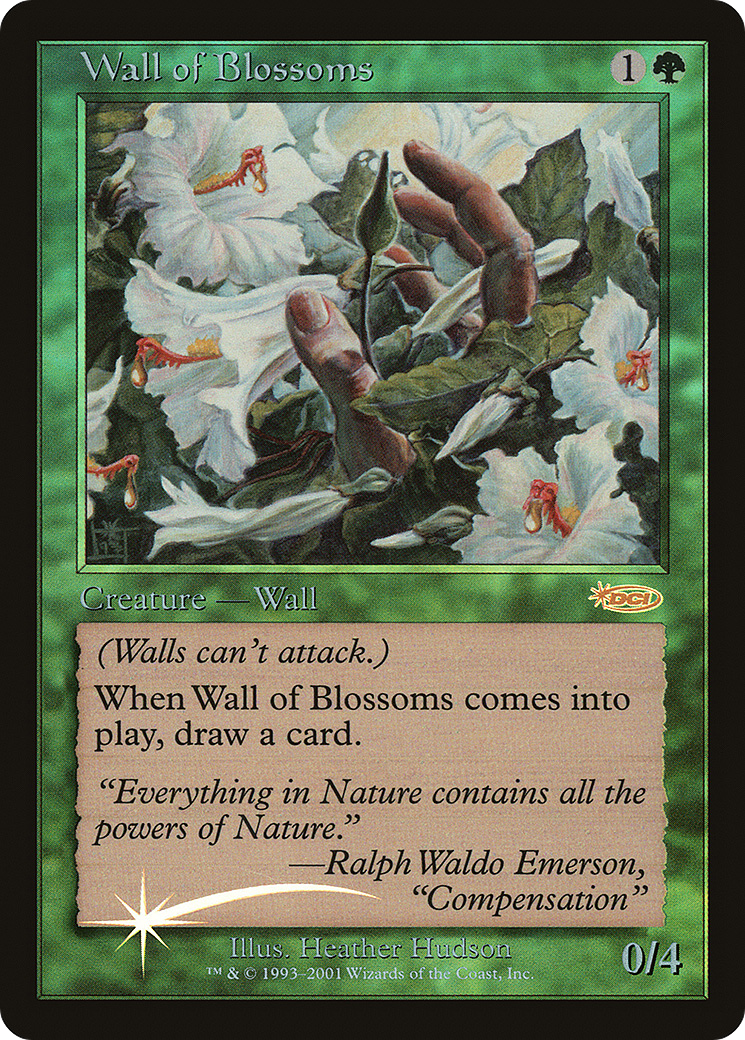 Wall of Blossoms 1
Creature — Wall DCI
(Walls can't attack.)
When Wall of Blossoms comes into
play, draw a card.
“Everything in Nature contains all the
powers of Nature.”
—Ralph Waldo Emerson,
“Compensation”
Illus. Heather Hudson
™ & © 1993–2001 Wizards of the Coast, Inc.
0/4